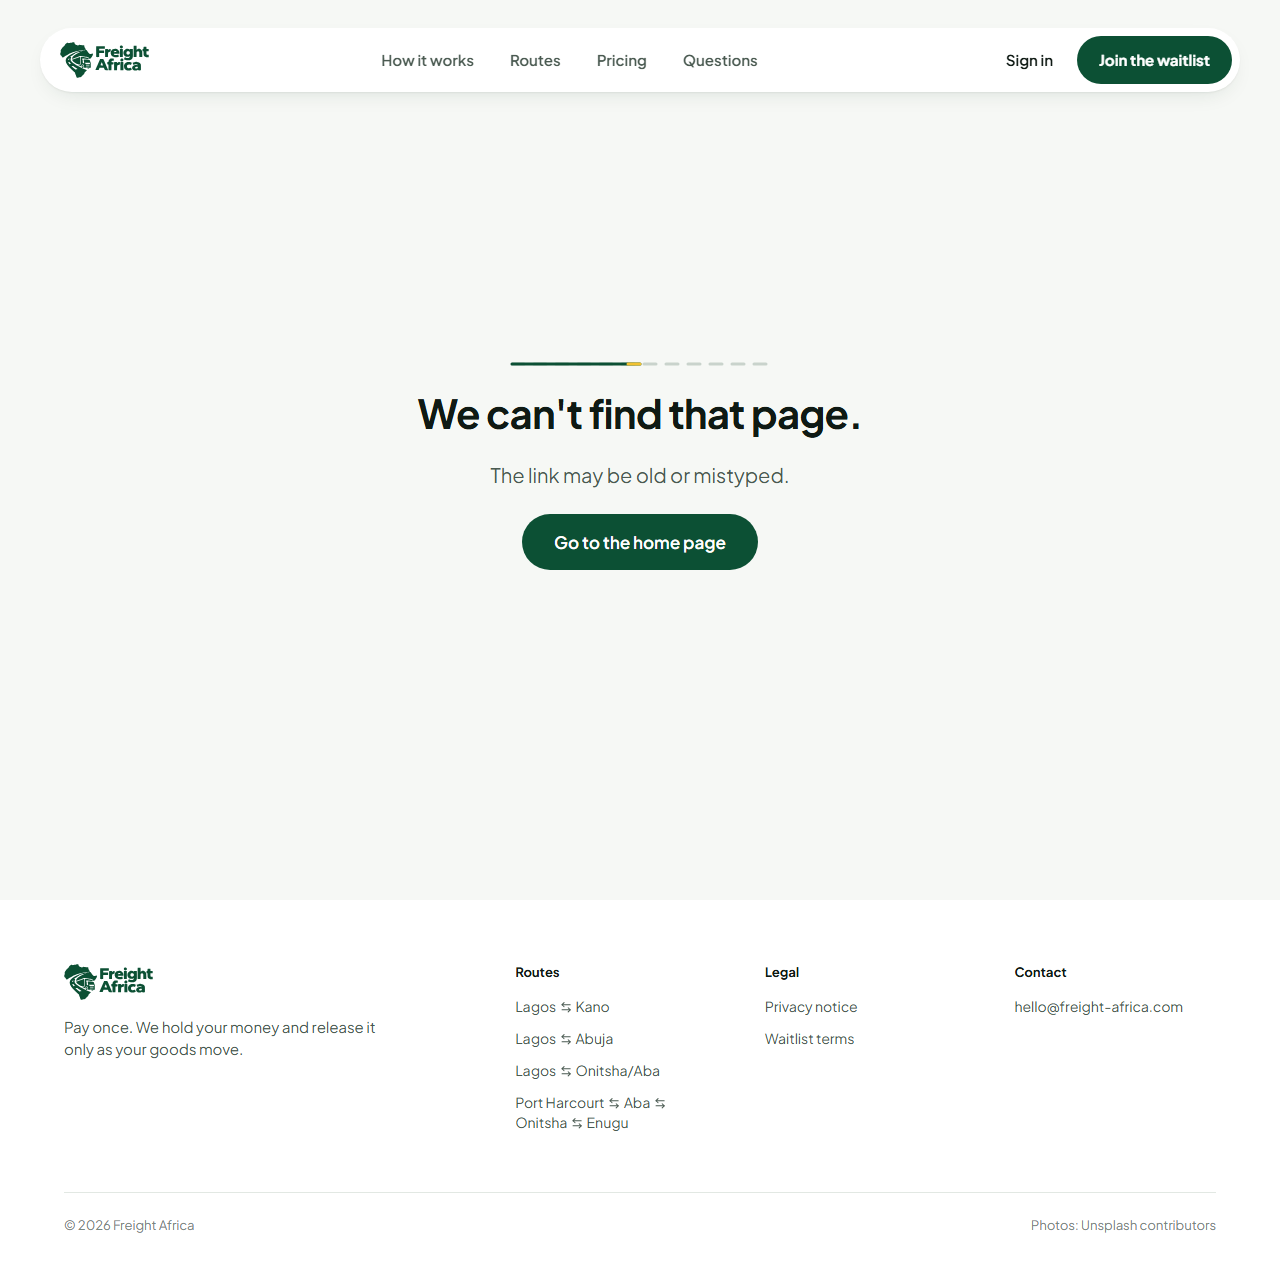 Freight
Africa
How it works
Routes
Pricing
Questions
Sign in
Join the waitlist
We can't find that page.
The link may be old or mistyped.
Go to the home page
Freight
Africa
Pay once. We hold your money and release it
only as your goods move.
Routes
Lagos ⇆ Kano
Lagos ⇆ Abuja
Lagos ⇆ Onitsha/Aba
Port Harcourt ⇆ Aba ⇆
Onitsha ⇆ Enugu
Legal
Privacy notice
Waitlist terms
Contact
hello@freight-africa.com
© 2026 Freight Africa
Photos: Unsplash contributors